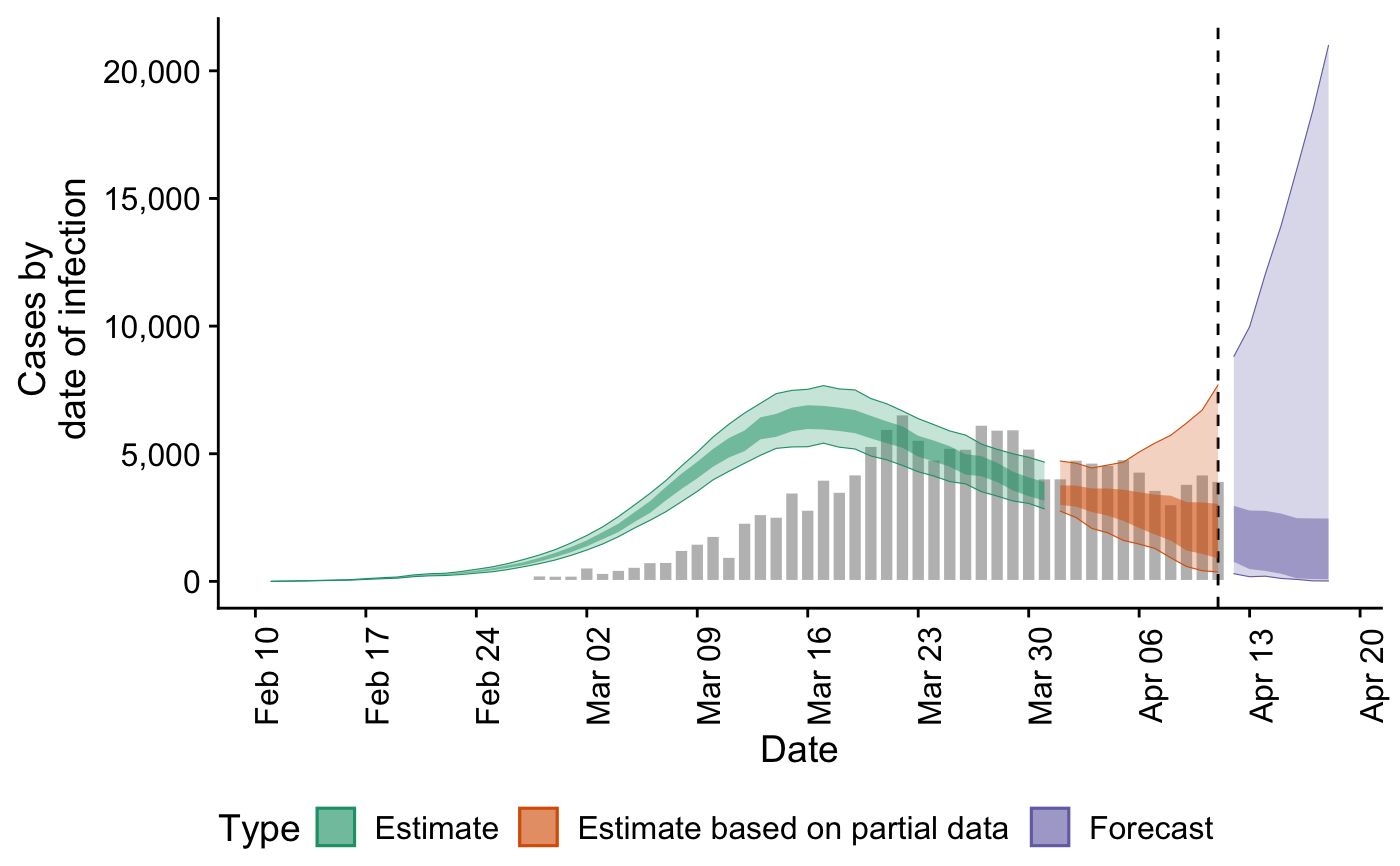 Cases by
date of infection
20,000
15,000
10,000
5,000
0
Feb 10
Feb 17
Feb 24
Mar 02
Mar 09
Mar 16
Mar 23
Mar 30
Apr 06
Apr 13
Apr 20
Date
Type Estimate Estimate based on partial data Forecast